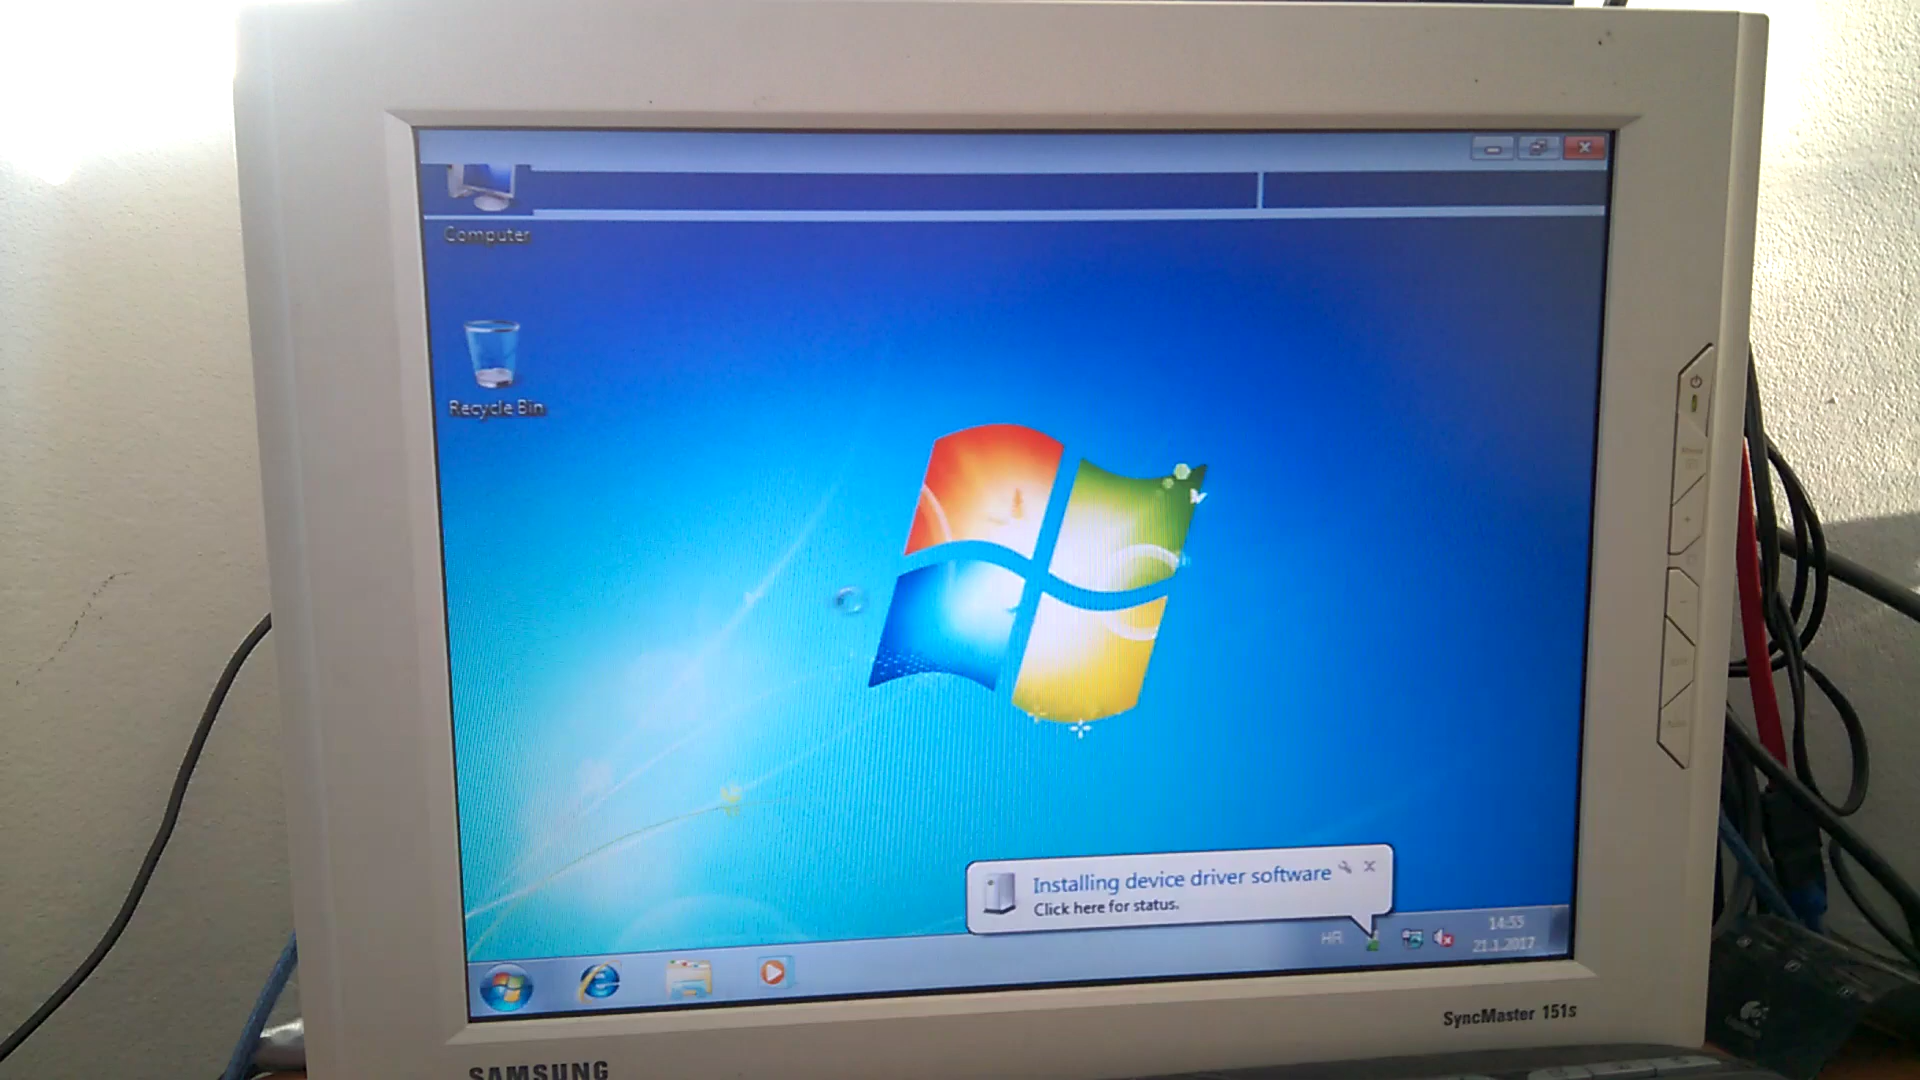 Computer
Recycle Bin
Installing device driver software
Click here for status.
HR
14:55
21.1.2017
SyncMaster 151s
SAMSUNG